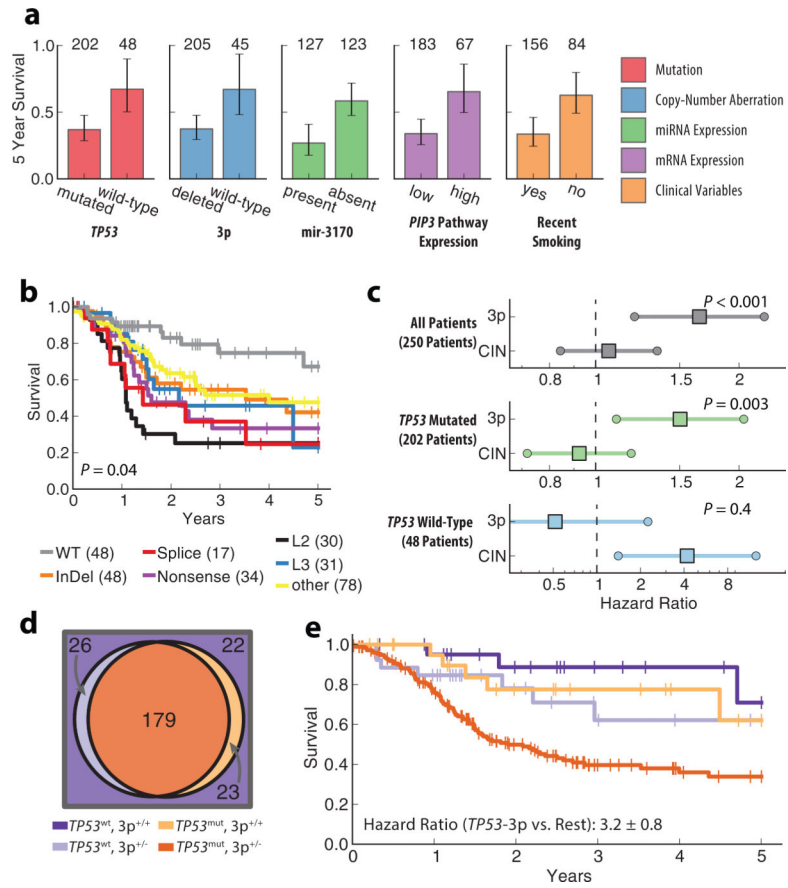 a
5 Year Survival
1.0
0.5
0.0
202 48
mutated wild-type
TP53
205 45
deleted wild-type
3p
127 123
present absent
mir-3170
183 67
low high
PIP3 Pathway
Expression
156 84
yes no
Recent
Smoking
Mutation
Copy-Number Aberration
miRNA Expression
mRNA Expression
Clinical Variables
b
Survival
1.0
0.8
0.6
0.4
0.2
0.0
P = 0.04
0 1 2 3 4 5
Years
WT (48)
InDel (48)
Splice (17)
Nonsense (34)
L2 (30)
L3 (31)
other (78)
c
All Patients
(250 Patients)
3p
CIN
P < 0.001
0.8 1 1.5 2
TP53 Mutated
(202 Patients)
3p
CIN
P = 0.003
0.8 1 1.5 2
TP53 Wild-Type
(48 Patients)
3p
CIN
P = 0.4
0.5 1 2 4 8
Hazard Ratio
d
26 22
179
23
TP53wt, 3p+/+
TP53mut, 3p+/+
TP53wt, 3p+/-
TP53mut, 3p+/-
e
Survival
1.0
0.8
0.6
0.4
0.2
0.0
Hazard Ratio (TP53-3p vs. Rest): 3.2 ± 0.8
0 1 2 3 4 5
Years